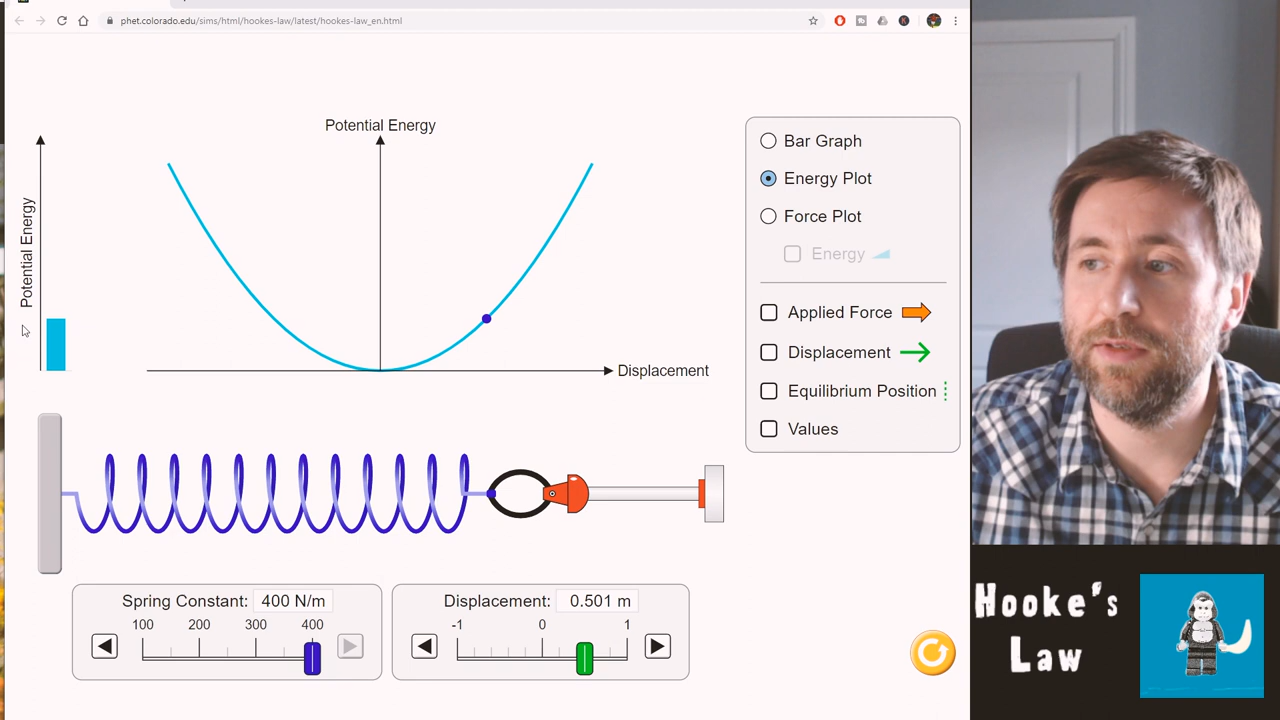 phet.colorado.edu/sims/html/hookes-law/latest/hookes-law_en.html
Potential Energy
Potential Energy
Displacement
Bar Graph
Energy Plot
Force Plot
Energy
Applied Force
Displacement
Equilibrium Position
Values
Spring Constant: 400 N/m
100 200 300 400
Displacement: 0.501 m
-1 0 1
Hooke's
Law